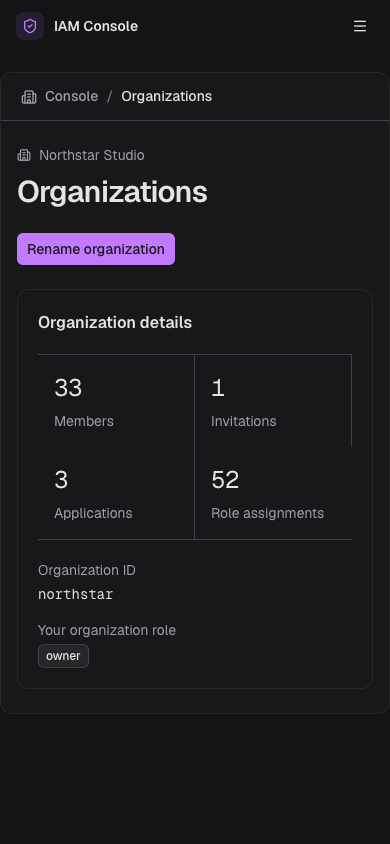 IAM Console
Console / Organizations
Northstar Studio
Organizations
Rename organization
Organization details
33
Members
1
Invitations
3
Applications
52
Role assignments
Organization ID
northstar
Your organization role
owner